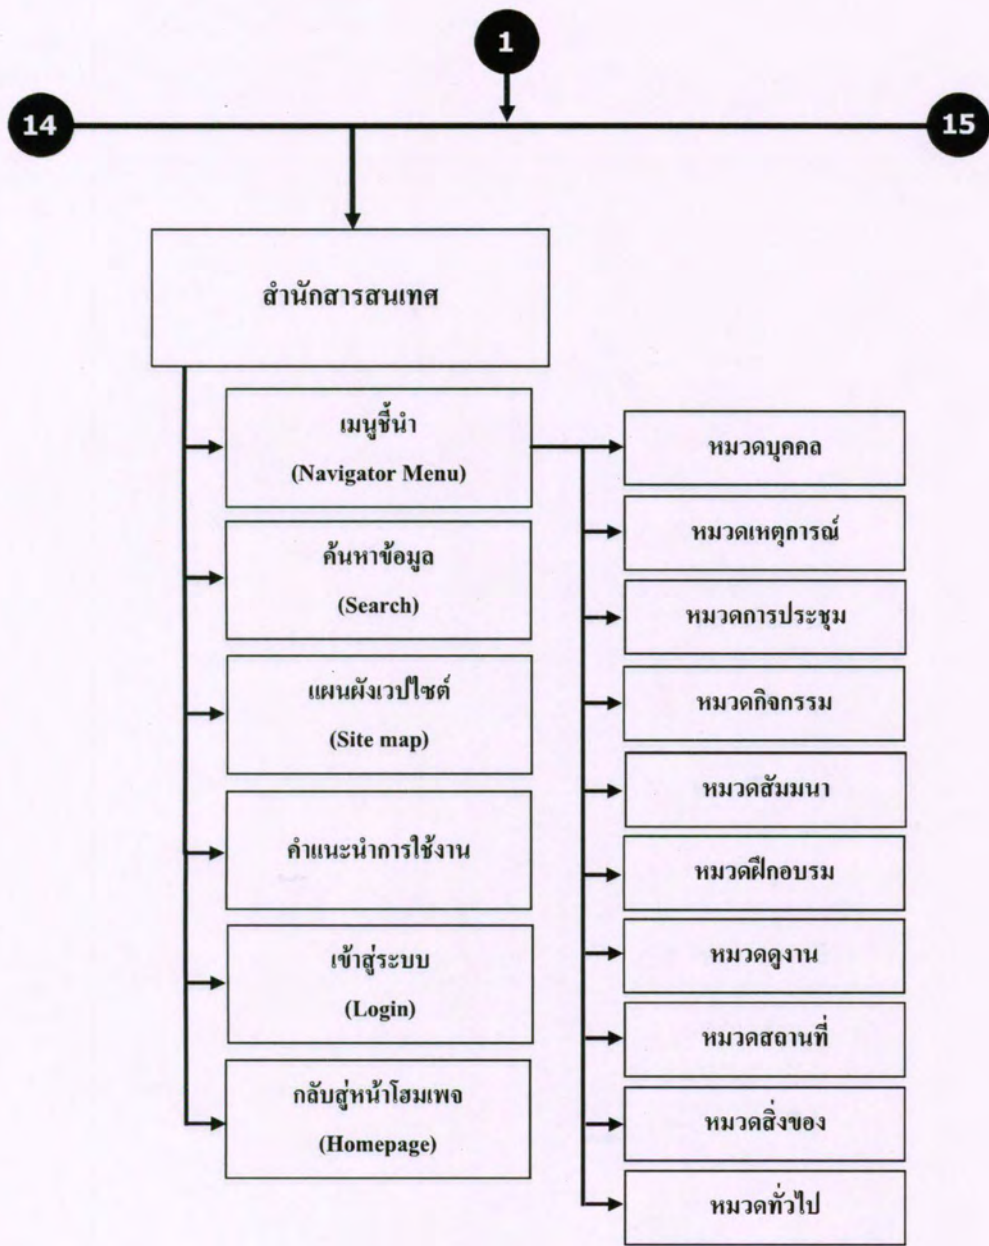 1
14
15
สำนักสารสนเทศ
เมนูชี้นำ
(Navigator Menu)
ค้นหาข้อมูล
(Search)
แผนผังเวปไซต์
(Site map)
คำแนะนำการใช้งาน
เข้าสู่ระบบ
(Login)
กลับสู่หน้าโฮมเพจ
(Homepage)
หมวดบุคคล
หมวดเหตุการณ์
หมวดการประชุม
หมวดกิจกรรม
หมวดสัมมนา
หมวดฝึกอบรม
หมวดดูงาน
หมวดสถานที่
หมวดสิ่งของ
หมวดทั่วไป